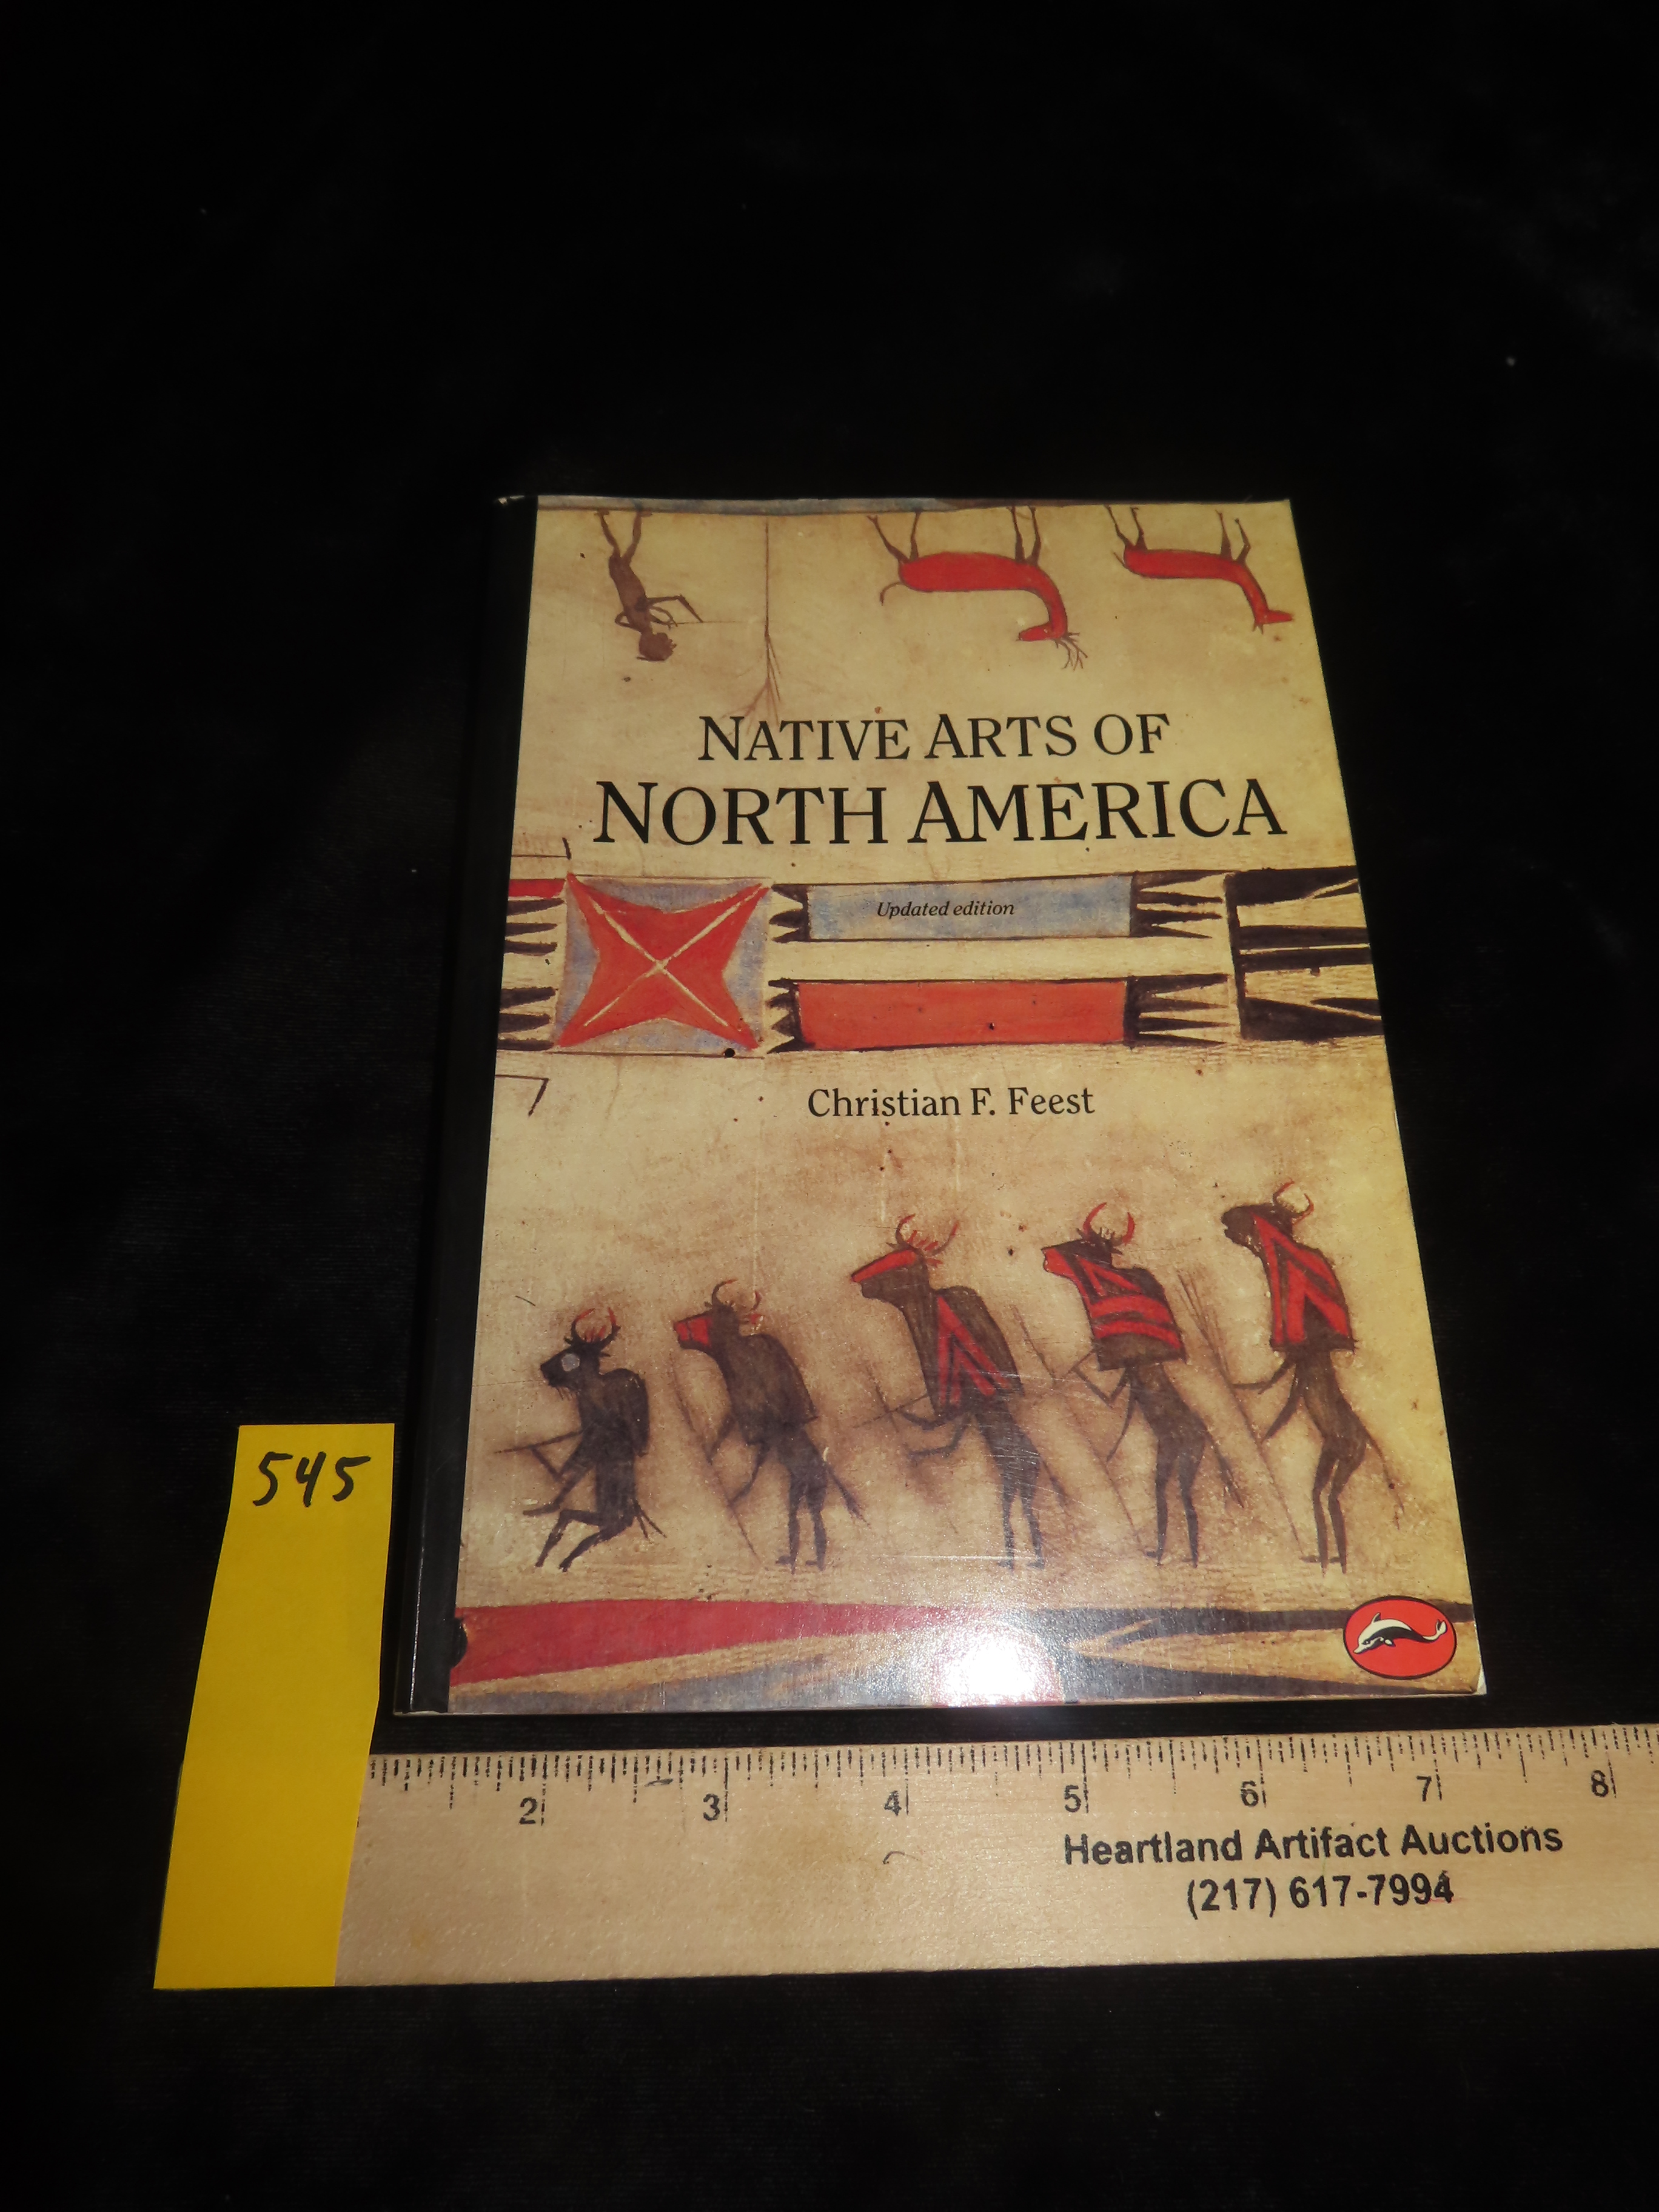 NATIVE ARTS OF
NORTH AMERICA
Updated edition
Christian F. Feest
545
2 3 4 5 6 7 8
Heartland Artifact Auctions
(217) 617-7994